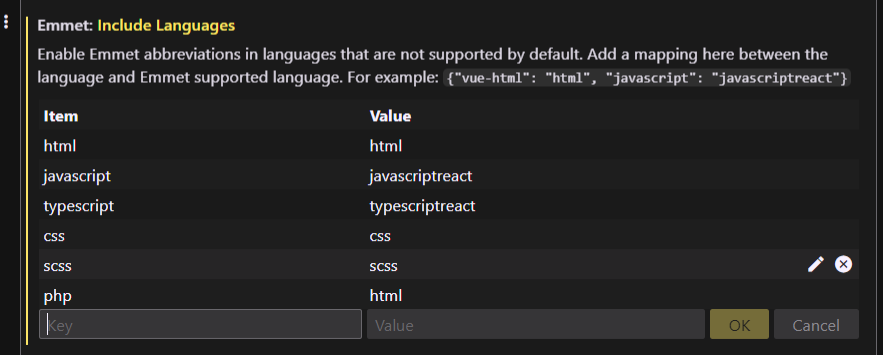 Emmet: Include Languages
Enable Emmet abbreviations in languages that are not supported by default. Add a mapping here between the
language and Emmet supported language. For example: {"vue-html": "html", "javascript": "javascriptreact"}
Item Value
html html
javascript javascriptreact
typescript typescriptreact
css css
scss scss
php html
Key Value OK Cancel